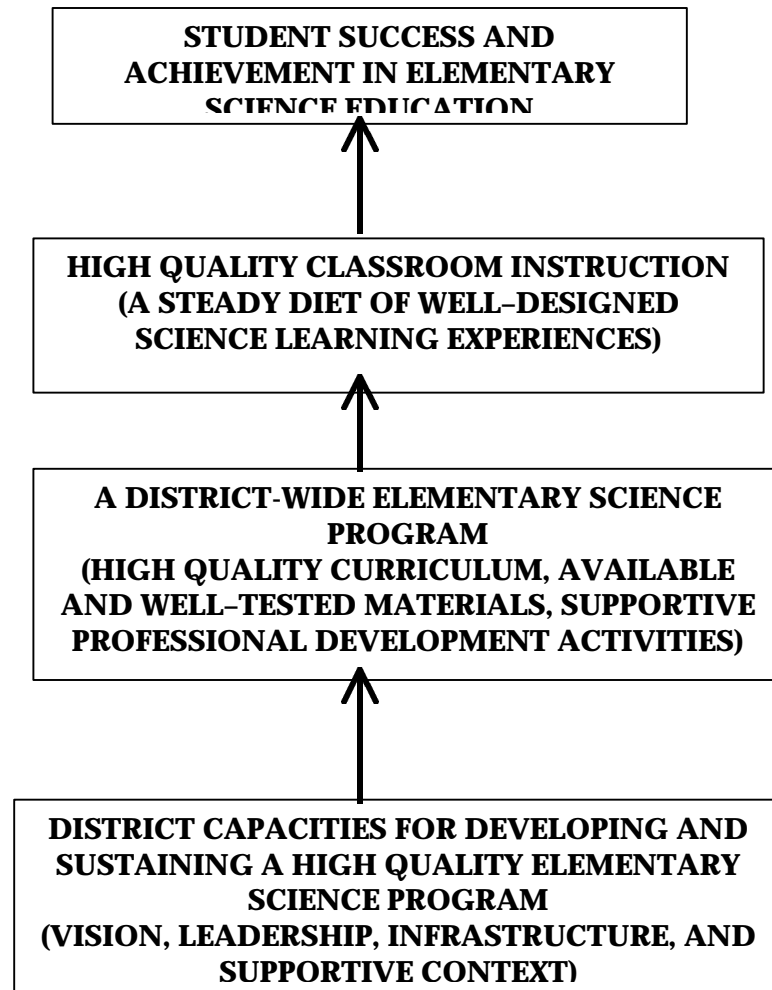 STUDENT SUCCESS AND
ACHIEVEMENT IN ELEMENTARY
SCIENCE EDUCATION
HIGH QUALITY CLASSROOM INSTRUCTION
(A STEADY DIET OF WELL–DESIGNED
SCIENCE LEARNING EXPERIENCES)
A DISTRICT-WIDE ELEMENTARY SCIENCE
PROGRAM
(HIGH QUALITY CURRICULUM, AVAILABLE
AND WELL–TESTED MATERIALS, SUPPORTIVE
PROFESSIONAL DEVELOPMENT ACTIVITIES)
DISTRICT CAPACITIES FOR DEVELOPING AND
SUSTAINING A HIGH QUALITY ELEMENTARY
SCIENCE PROGRAM
(VISION, LEADERSHIP, INFRASTRUCTURE, AND
SUPPORTIVE CONTEXT)